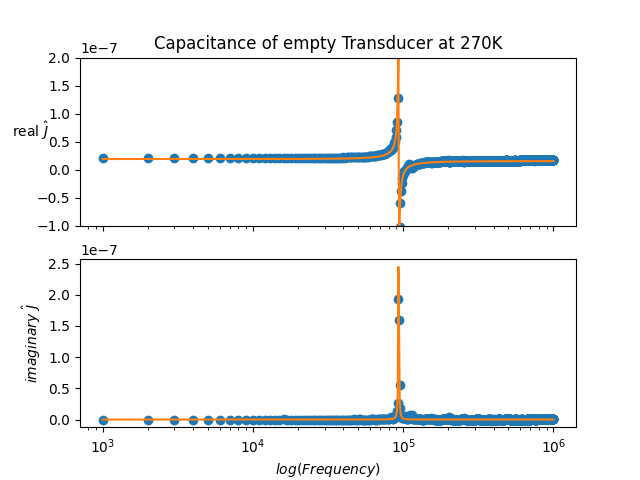 Capacitance of empty Transducer at 270K
1e−7
2.0
1.5
1.0
0.5
0.0
−0.5
−1.0
real Ĵ
1e−7
2.5
2.0
1.5
1.0
0.5
0.0
imaginary Ĵ
10³ 10⁴ 10⁵ 10⁶
log(Frequency)